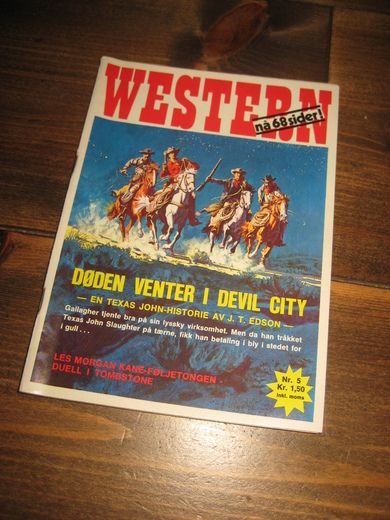 WESTERN
nå 68 sider!
DØDEN VENTER I DEVIL CITY
— EN TEXAS JOHN-HISTORIE AV J. T. EDSON —
Gallagher tjente bra på sin lyssky virksomhet. Men da han tråkket
Texas John Slaughter på tærne, fikk han betaling i bly i stedet for
i gull . . .
LES MORGAN KANE-FØLJETONGEN -
DUELL I TOMBSTONE
Nr. 5
Kr. 1,50
inkl. moms